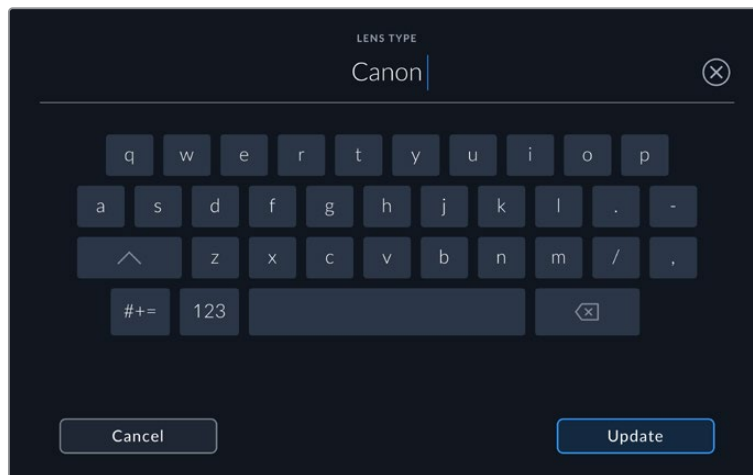 LENS TYPE
Canon
q w e r t y u i o p
a s d f g h j k l . -
z x c v b n m / ,
#+= 123
Cancel Update